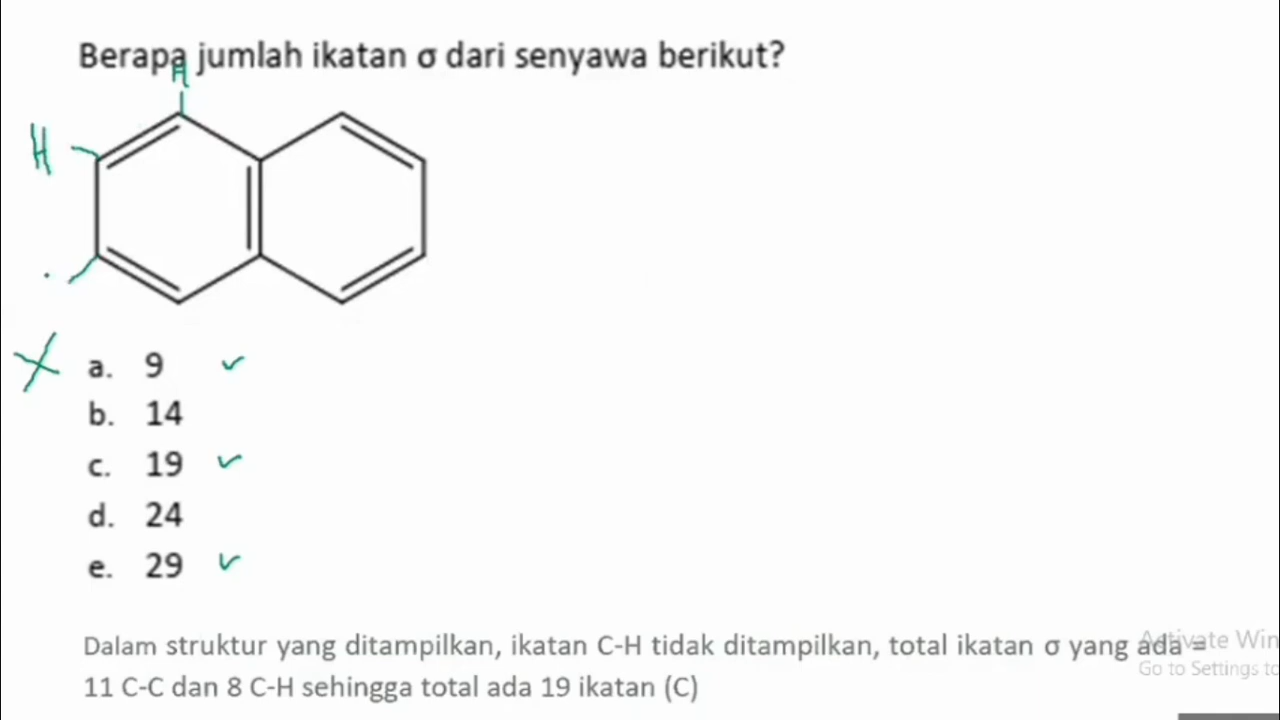 Berapa jumlah ikatan σ dari senyawa berikut?
H
H
a. 9
b. 14
c. 19
d. 24
e. 29
Dalam struktur yang ditampilkan, ikatan C-H tidak ditampilkan, total ikatan σ yang ada =
11 C-C dan 8 C-H sehingga total ada 19 ikatan (C)
Activate Win
Go to Settings to